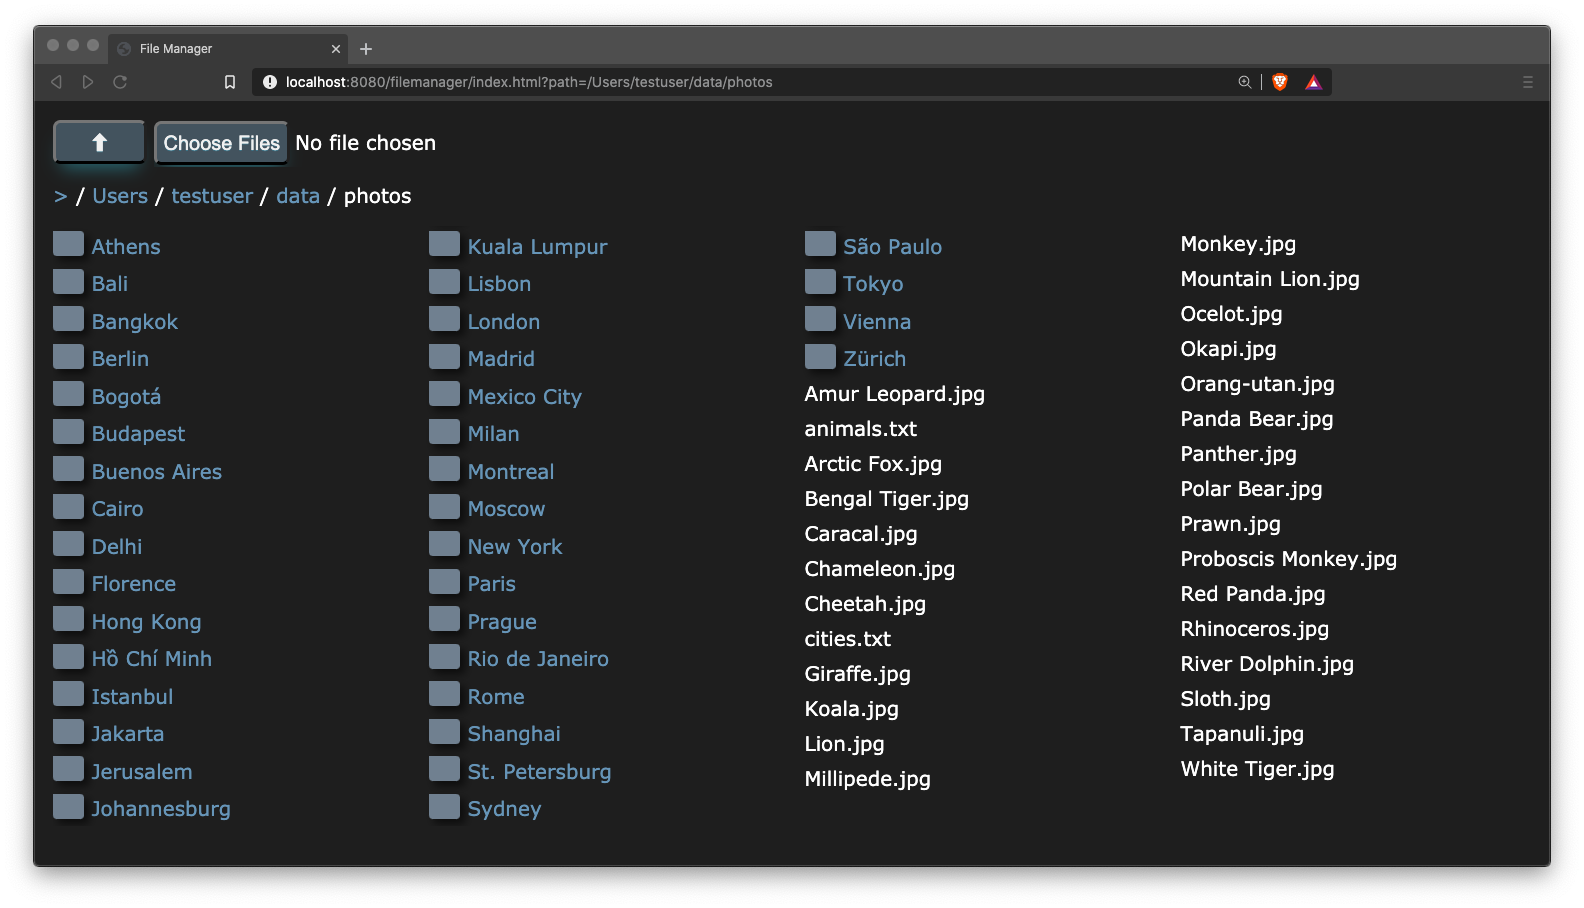 File Manager
localhost:8080/filemanager/index.html?path=/Users/testuser/data/photos
Choose Files No file chosen
> / Users / testuser / data / photos
Athens
Bali
Bangkok
Berlin
Bogotá
Budapest
Buenos Aires
Cairo
Delhi
Florence
Hong Kong
Hồ Chí Minh
Istanbul
Jakarta
Jerusalem
Johannesburg
Kuala Lumpur
Lisbon
London
Madrid
Mexico City
Milan
Montreal
Moscow
New York
Paris
Prague
Rio de Janeiro
Rome
Shanghai
St. Petersburg
Sydney
São Paulo
Tokyo
Vienna
Zürich
Amur Leopard.jpg
animals.txt
Arctic Fox.jpg
Bengal Tiger.jpg
Caracal.jpg
Chameleon.jpg
Cheetah.jpg
cities.txt
Giraffe.jpg
Koala.jpg
Lion.jpg
Millipede.jpg
Monkey.jpg
Mountain Lion.jpg
Ocelot.jpg
Okapi.jpg
Orang-utan.jpg
Panda Bear.jpg
Panther.jpg
Polar Bear.jpg
Prawn.jpg
Proboscis Monkey.jpg
Red Panda.jpg
Rhinoceros.jpg
River Dolphin.jpg
Sloth.jpg
Tapanuli.jpg
White Tiger.jpg